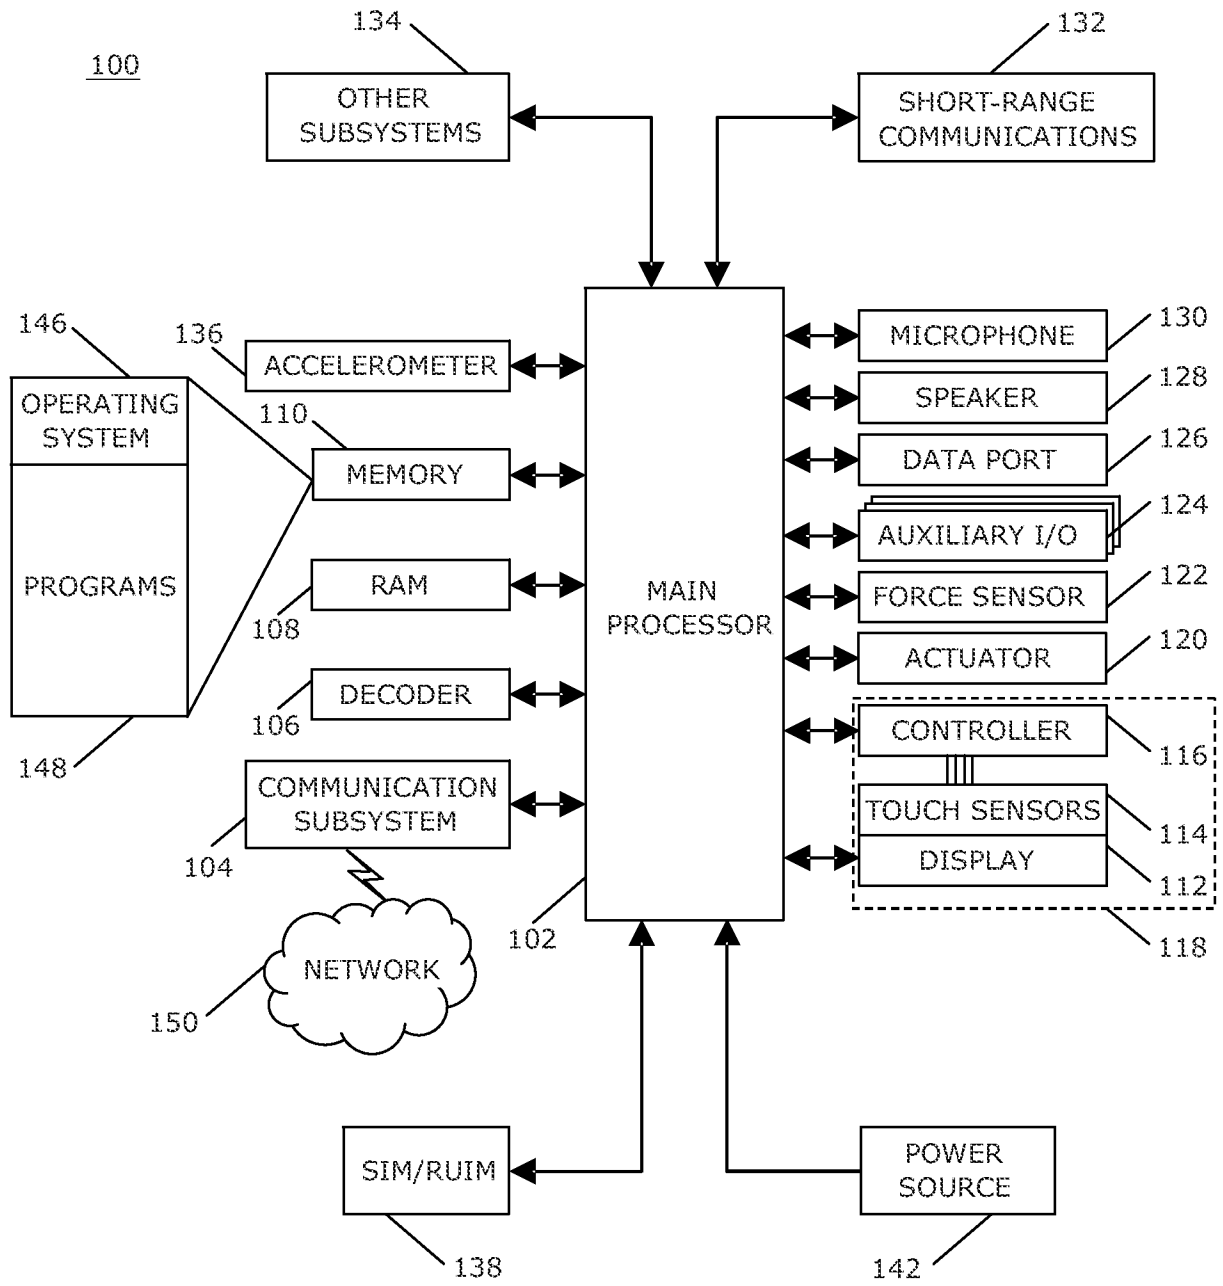 134
132
100
OTHER
SUBSYSTEMS
SHORT-RANGE
COMMUNICATIONS
146
136
ACCELEROMETER
MICROPHONE
130
OPERATING
SYSTEM
110
MEMORY
SPEAKER
128
DATA PORT
126
AUXILIARY I/O
124
PROGRAMS
RAM
108
MAIN
PROCESSOR
FORCE SENSOR
122
ACTUATOR
120
DECODER
106
CONTROLLER
116
148
COMMUNICATION
SUBSYSTEM
104
TOUCH SENSORS
114
DISPLAY
112
102
118
NETWORK
150
SIM/RUIM
138
POWER
SOURCE
142